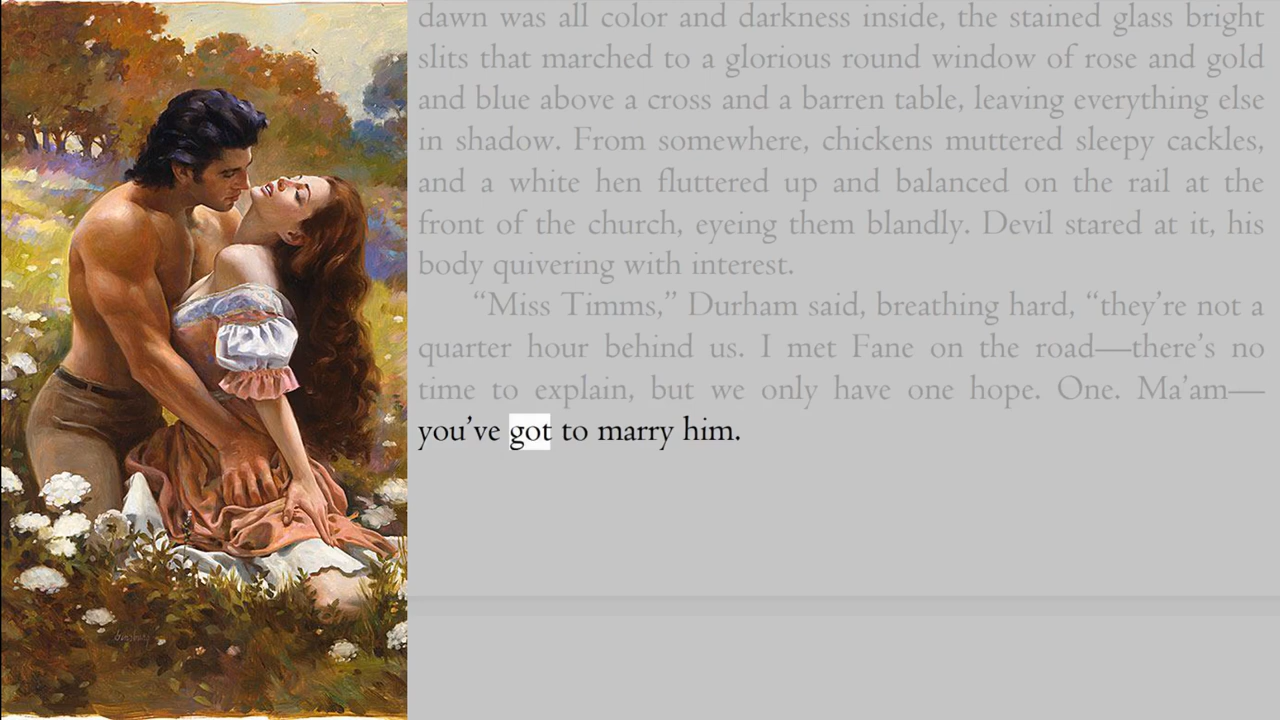 dawn was all color and darkness inside, the stained glass bright
slits that marched to a glorious round window of rose and gold
and blue above a cross and a barren table, leaving everything else
in shadow. From somewhere, chickens muttered sleepy cackles,
and a white hen fluttered up and balanced on the rail at the
front of the church, eyeing them blandly. Devil stared at it, his
body quivering with interest.
“Miss Timms,” Durham said, breathing hard, “they’re not a
quarter hour behind us. I met Fane on the road—there’s no
time to explain, but we only have one hope. One. Ma’am—
you’ve got to marry him.